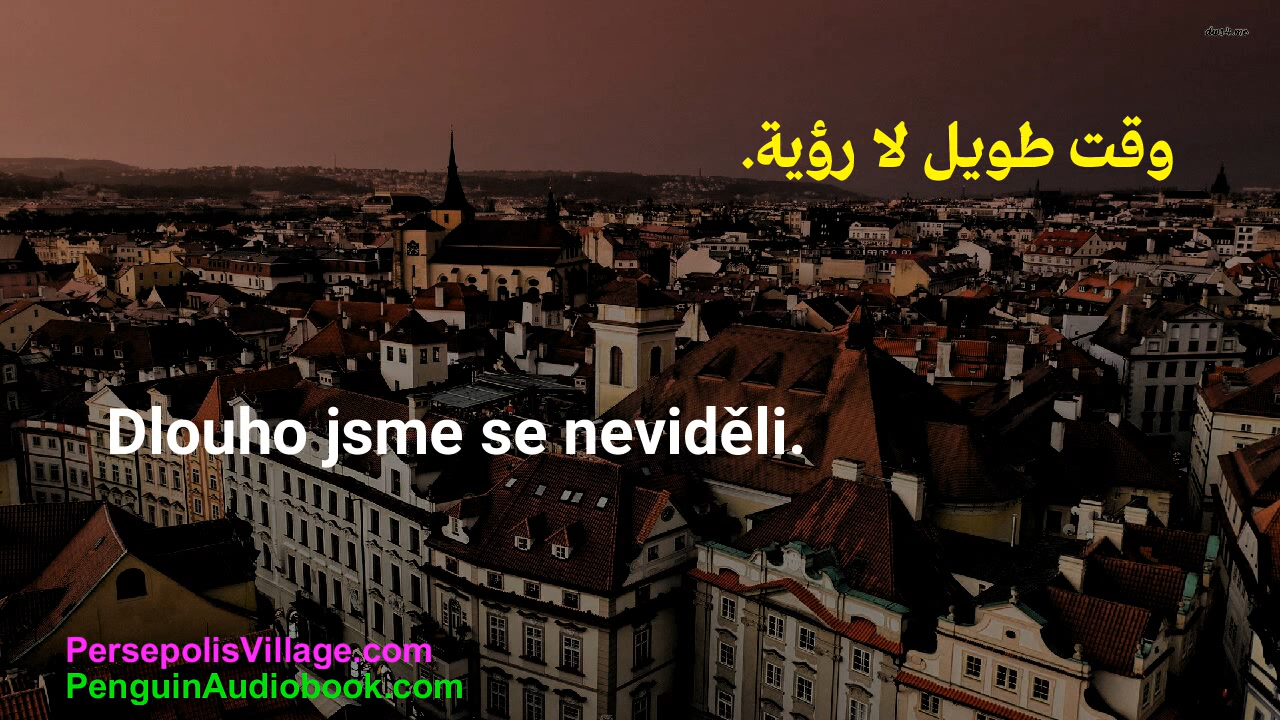 وقت طويل لا رؤية.
Dlouho jsme se neviděli.
PersepolisVillage.com
PenguinAudiobook.com